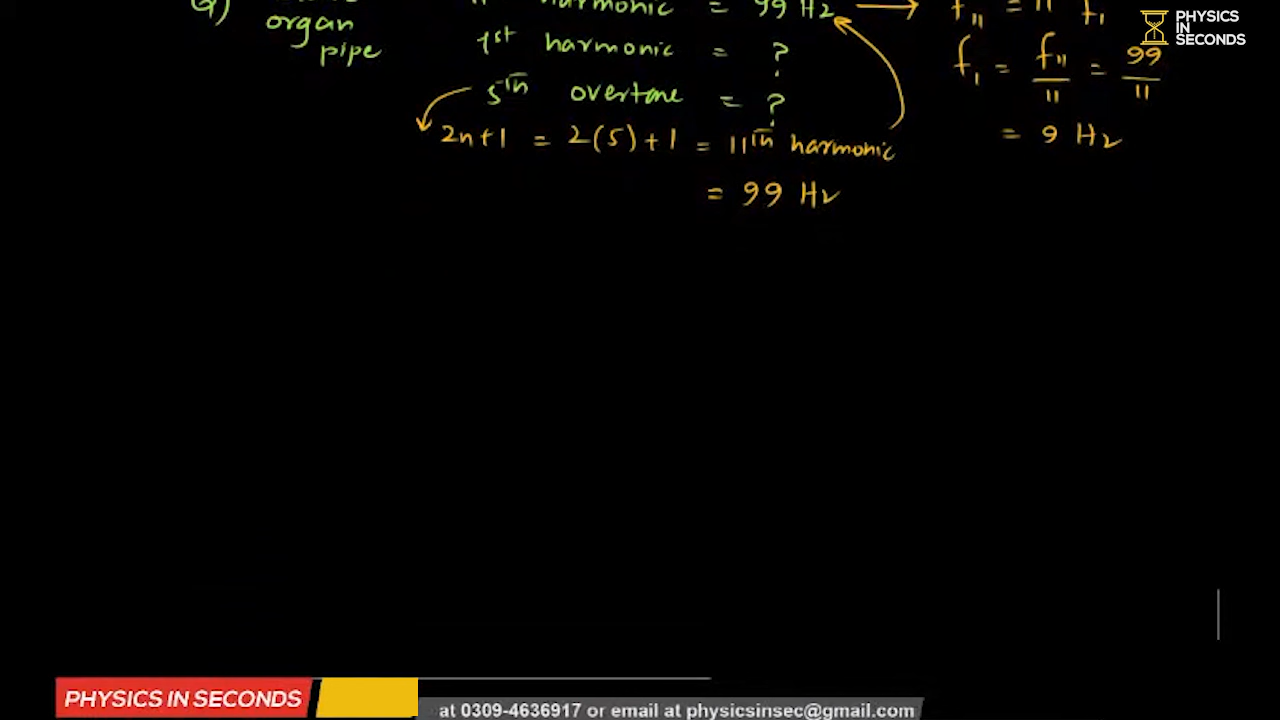 Q) 11 harmonic = 99 Hz → f₁₁ = 11 f₁
organ
pipe
1st harmonic = ?
f₁ = f₁₁/11 = 99/11
5th overtone = ?
= 9 Hz
2n+1 = 2(5)+1 = 11th harmonic
= 99 Hz
PHYSICS
IN
SECONDS
PHYSICS IN SECONDS
at 0309-4636917 or email at physicsinsec@gmail.com